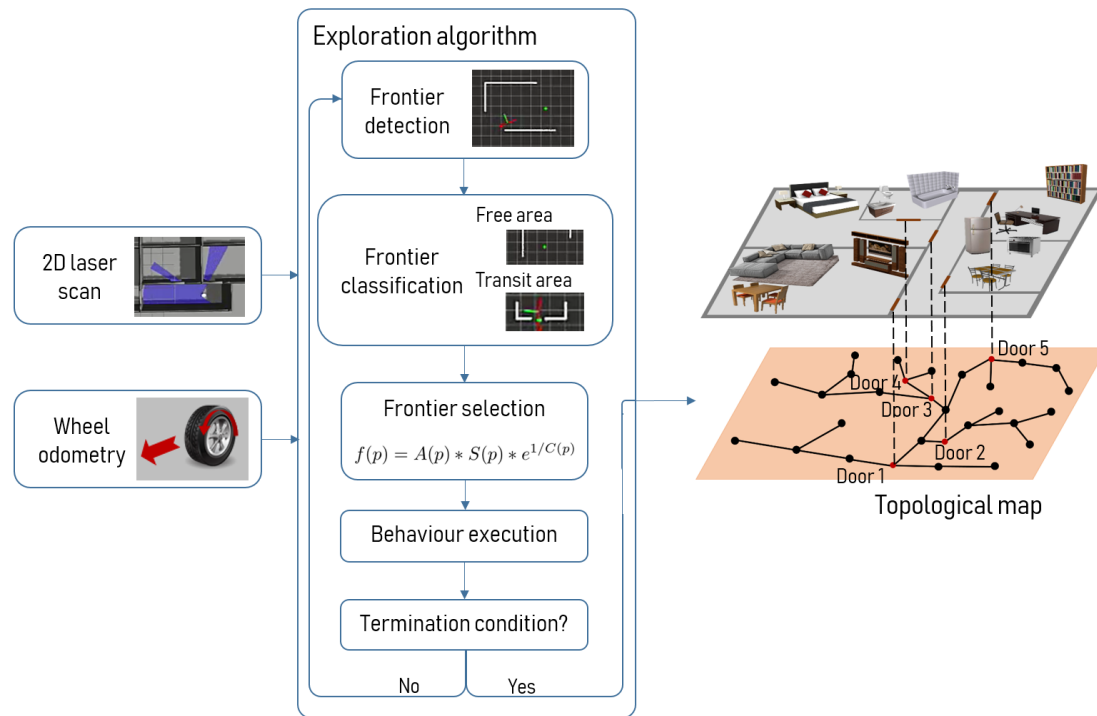 Exploration algorithm
Frontier
detection
Free area
Frontier
classification
Transit area
2D laser
scan
Wheel
odometry
Frontier selection
f(p) = A(p) ∗ S(p) ∗ e^{1/C(p)}
Behaviour execution
Termination condition?
No
Yes
Door 5
Door 4
Door 3
Door 2
Door 1
Topological map